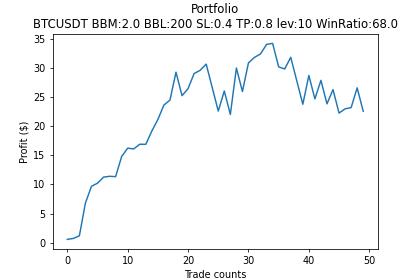 Portfolio
BTCUSDT BBM:2.0 BBL:200 SL:0.4 TP:0.8 lev:10 WinRatio:68.0
35
30
25
20
15
10
5
0
Profit ($)
0 10 20 30 40 50
Trade counts